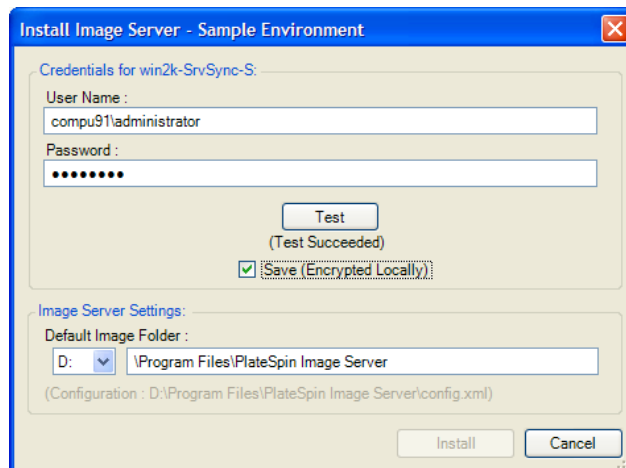 Install Image Server - Sample Environment
Credentials for win2k-SrvSync-S:
User Name :
compu91\administrator
Password :
••••••••
Test
(Test Succeeded)
Save (Encrypted Locally)
Image Server Settings:
Default Image Folder :
D: \Program Files\PlateSpin Image Server
(Configuration : D:\Program Files\PlateSpin Image Server\config.xml)
Install Cancel